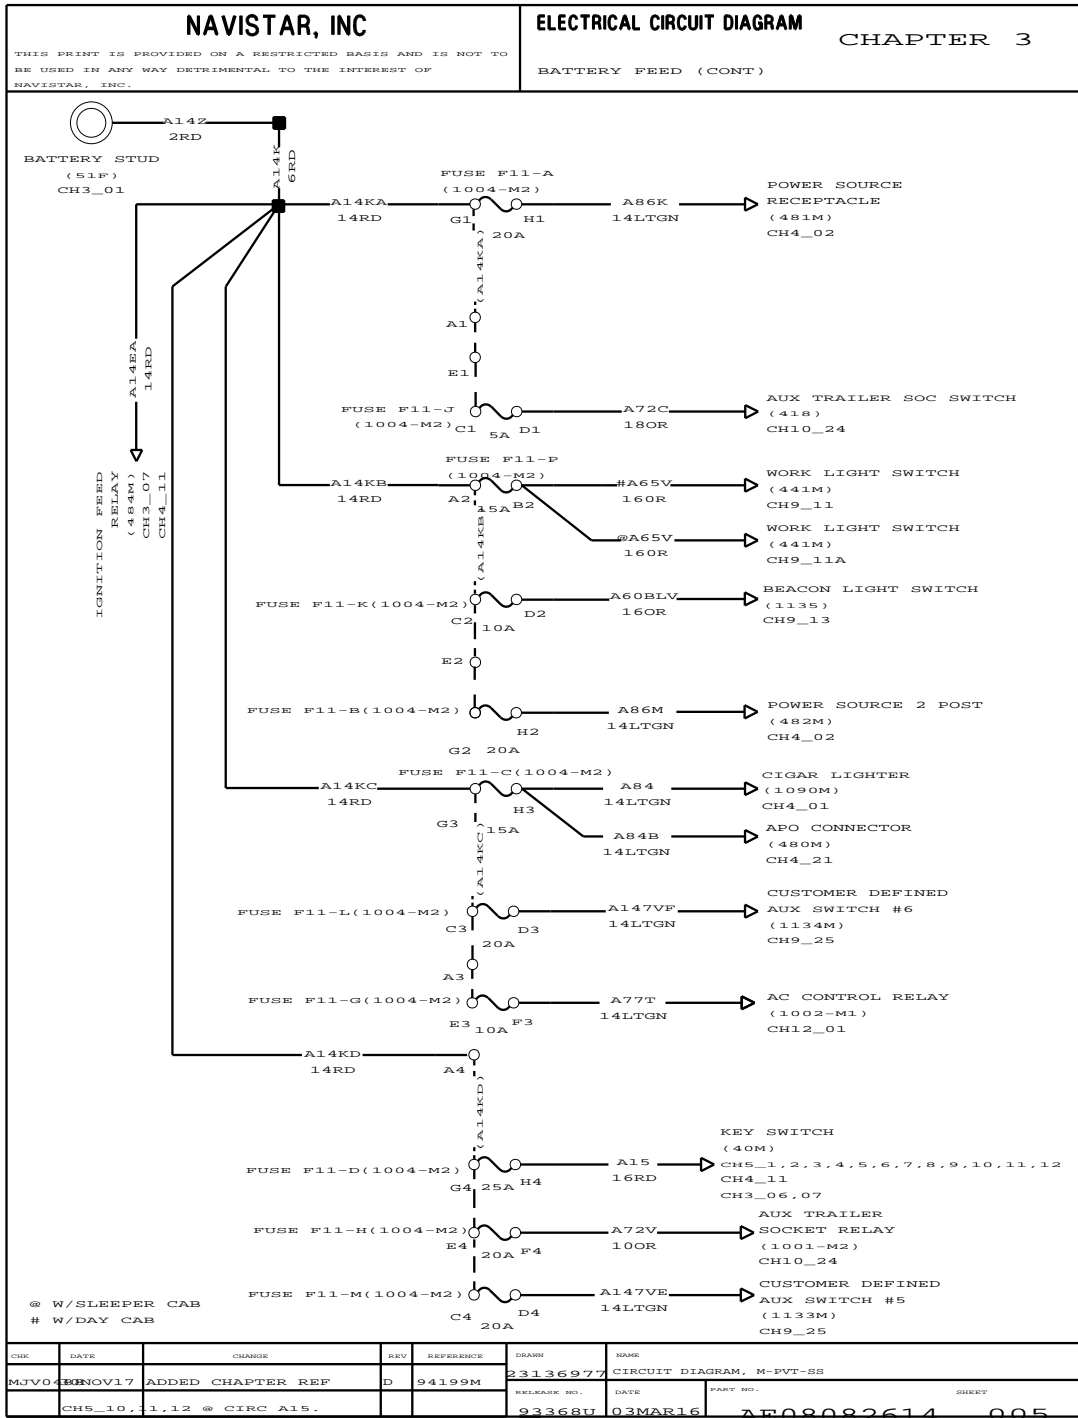 NAVISTAR, INC
THIS PRINT IS PROVIDED ON A RESTRICTED BASIS AND IS NOT TO
BE USED IN ANY WAY DETRIMENTAL TO THE INTEREST OF
NAVISTAR, INC.
ELECTRICAL CIRCUIT DIAGRAM
CHAPTER 3
BATTERY FEED (CONT)
A14Z
2RD
BATTERY STUD
(51F)
CH3_01
A14K
6RD
A14KA
14RD
FUSE F11-A
(1004-M2)
G1
H1
20A
A86K
14LTGN
POWER SOURCE
RECEPTACLE
(481M)
CH4_02
(A14KA)
A1
E1
A14EA
14RD
IGNITION FEED
RELAY
(484M)
CH3_07
CH4_11
FUSE F11-J
(1004-M2)
C1
5A
D1
A72C
18OR
AUX TRAILER SOC SWITCH
(418)
CH10_24
A14KB
14RD
FUSE F11-P
(1004-M2)
A2
15A
B2
#A65V
16OR
WORK LIGHT SWITCH
(441M)
CH9_11
@A65V
16OR
WORK LIGHT SWITCH
(441M)
CH9_11A
(A14KB)
FUSE F11-K(1004-M2)
C2
10A
D2
A60BLV
16OR
BEACON LIGHT SWITCH
(1135)
CH9_13
E2
FUSE F11-B(1004-M2)
G2
20A
H2
A86M
14LTGN
POWER SOURCE 2 POST
(482M)
CH4_02
A14KC
14RD
FUSE F11-C(1004-M2)
G3
15A
H3
A84
14LTGN
CIGAR LIGHTER
(1090M)
CH4_01
A84B
14LTGN
APO CONNECTOR
(480M)
CH4_21
(A14KC)
FUSE F11-L(1004-M2)
C3
20A
D3
A147VF
14LTGN
CUSTOMER DEFINED
AUX SWITCH #6
(1134M)
CH9_25
A3
FUSE F11-G(1004-M2)
E3
10A
F3
A77T
14LTGN
AC CONTROL RELAY
(1002-M1)
CH12_01
A14KD
14RD
A4
(A14KD)
FUSE F11-D(1004-M2)
G4
25A
H4
A15
16RD
KEY SWITCH
(40M)
CH5_1,2,3,4,5,6,7,8,9,10,11,12
CH4_11
CH3_06,07
FUSE F11-H(1004-M2)
E4
20A
F4
A72V
10OR
AUX TRAILER
SOCKET RELAY
(1001-M2)
CH10_24
FUSE F11-M(1004-M2)
C4
20A
D4
A147VE
14LTGN
CUSTOMER DEFINED
AUX SWITCH #5
(1133M)
CH9_25
@ W/SLEEPER CAB
# W/DAY CAB
CHK DATE CHANGE REV REFERENCE DRAWN NAME
NOV17 ADDED CHAPTER REF D 94199M 23136977 CIRCUIT DIAGRAM, M-PVT-SS
RELEASE NO. DATE PART NO. SHEET
CH5_10,11,12 @ CIRC A15. 93368U 03MAR16 AE08082614 005